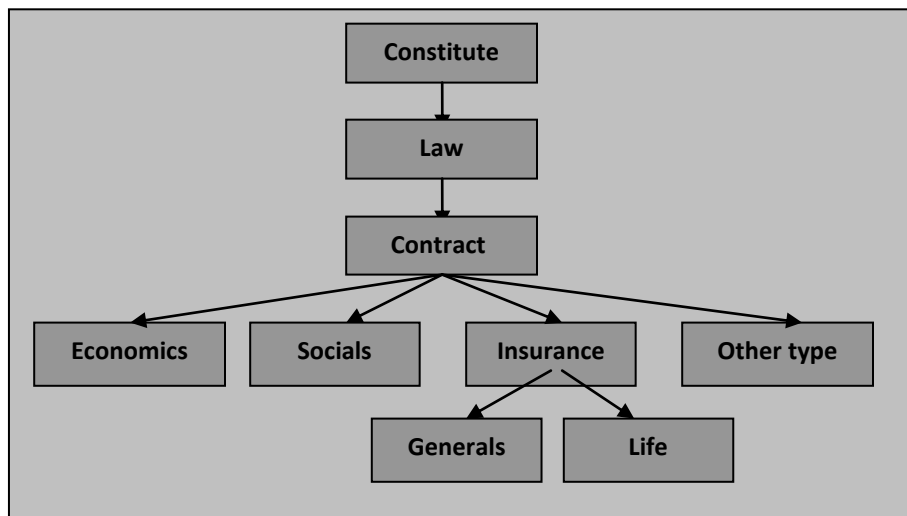 Constitute
Law
Contract
Economics
Socials
Insurance
Other type
Generals
Life